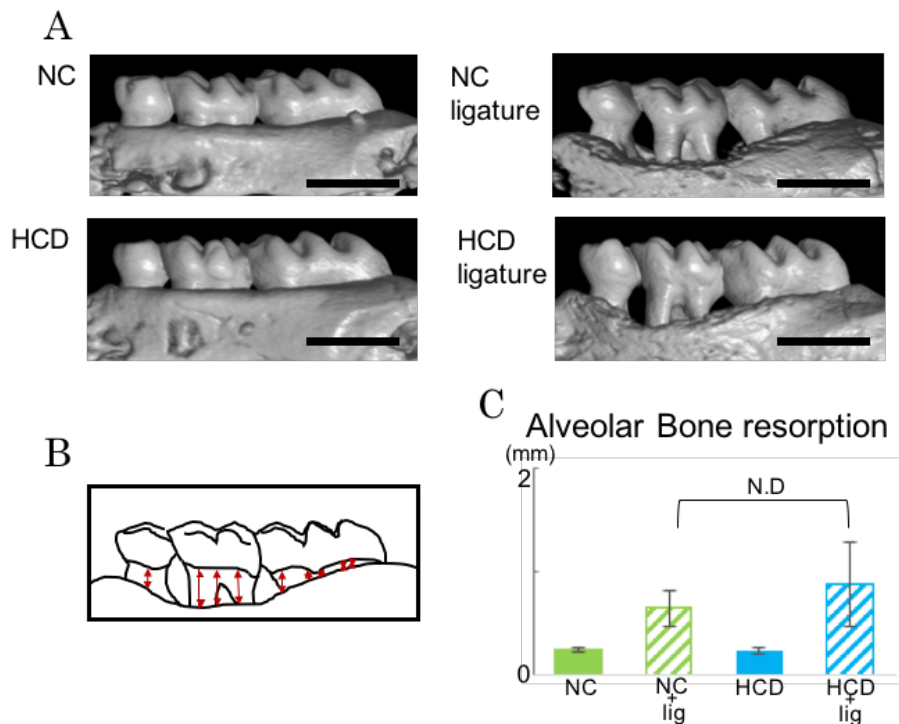 A
NC
NC
ligature
HCD
HCD
ligature
B
C
Alveolar Bone resorption
(mm)
2
N.D
0
NC
NC
+
lig
HCD
HCD
+
lig